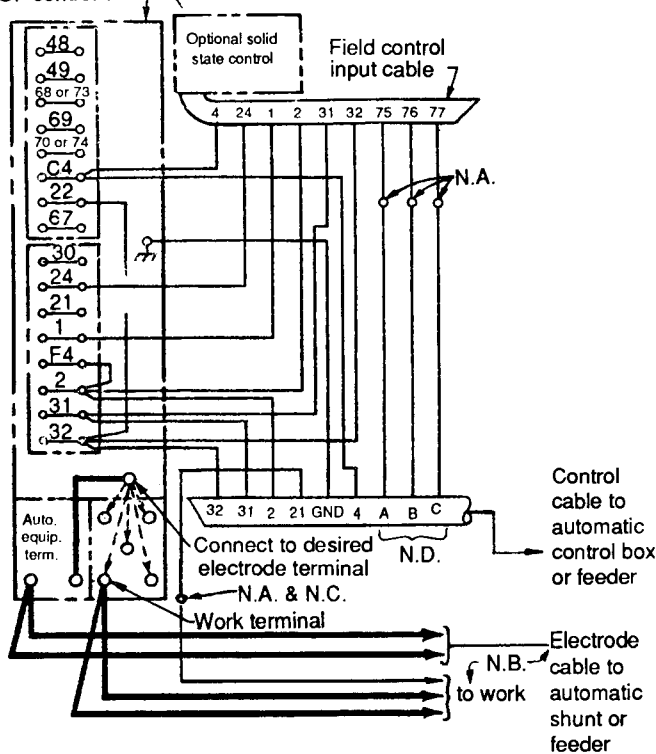 Optional solid
state control
Field control
input cable
48
49
68 or 73
69
70 or 74
C4
22
67
4 24 1 2 31 32 75 76 77
N.A.
30
24
21
1
F4
2
31
32
32 31 2 21 GND 4 A B C
N.D.
Control
cable to
automatic
control box
or feeder
Auto.
equip.
term.
Connect to desired
electrode terminal
N.A. & N.C.
Work terminal
N.B.
to work
Electrode
cable to
automatic
shunt or
feeder